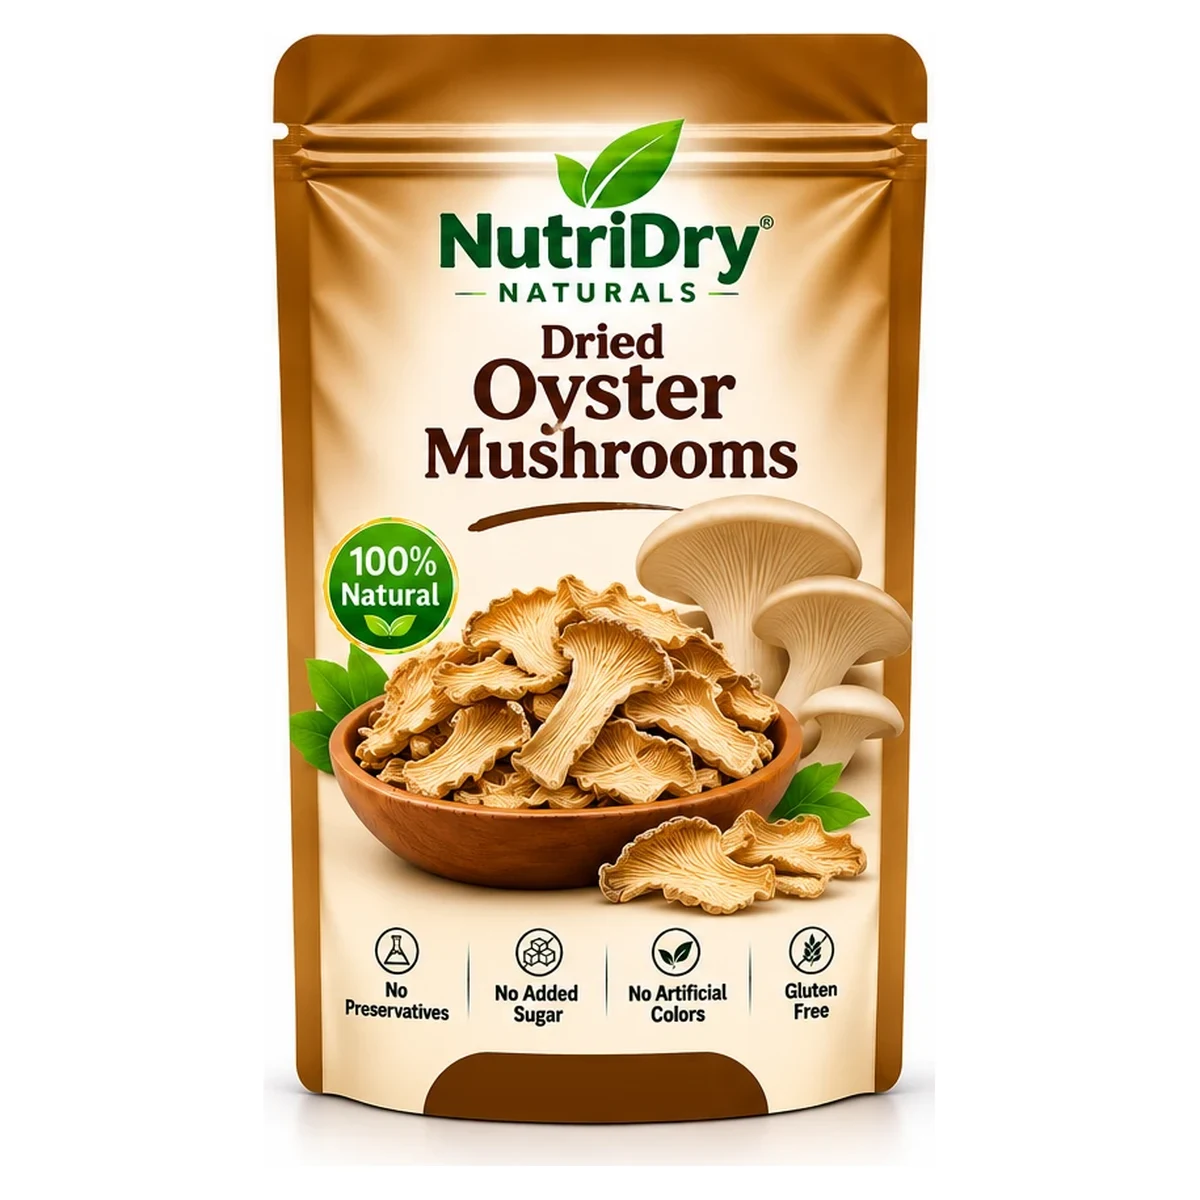 NutriDry®
NATURALS
Dried
Oyster
Mushrooms
100%
Natural
No
Preservatives
No Added
Sugar
No Artificial
Colors
Gluten
Free